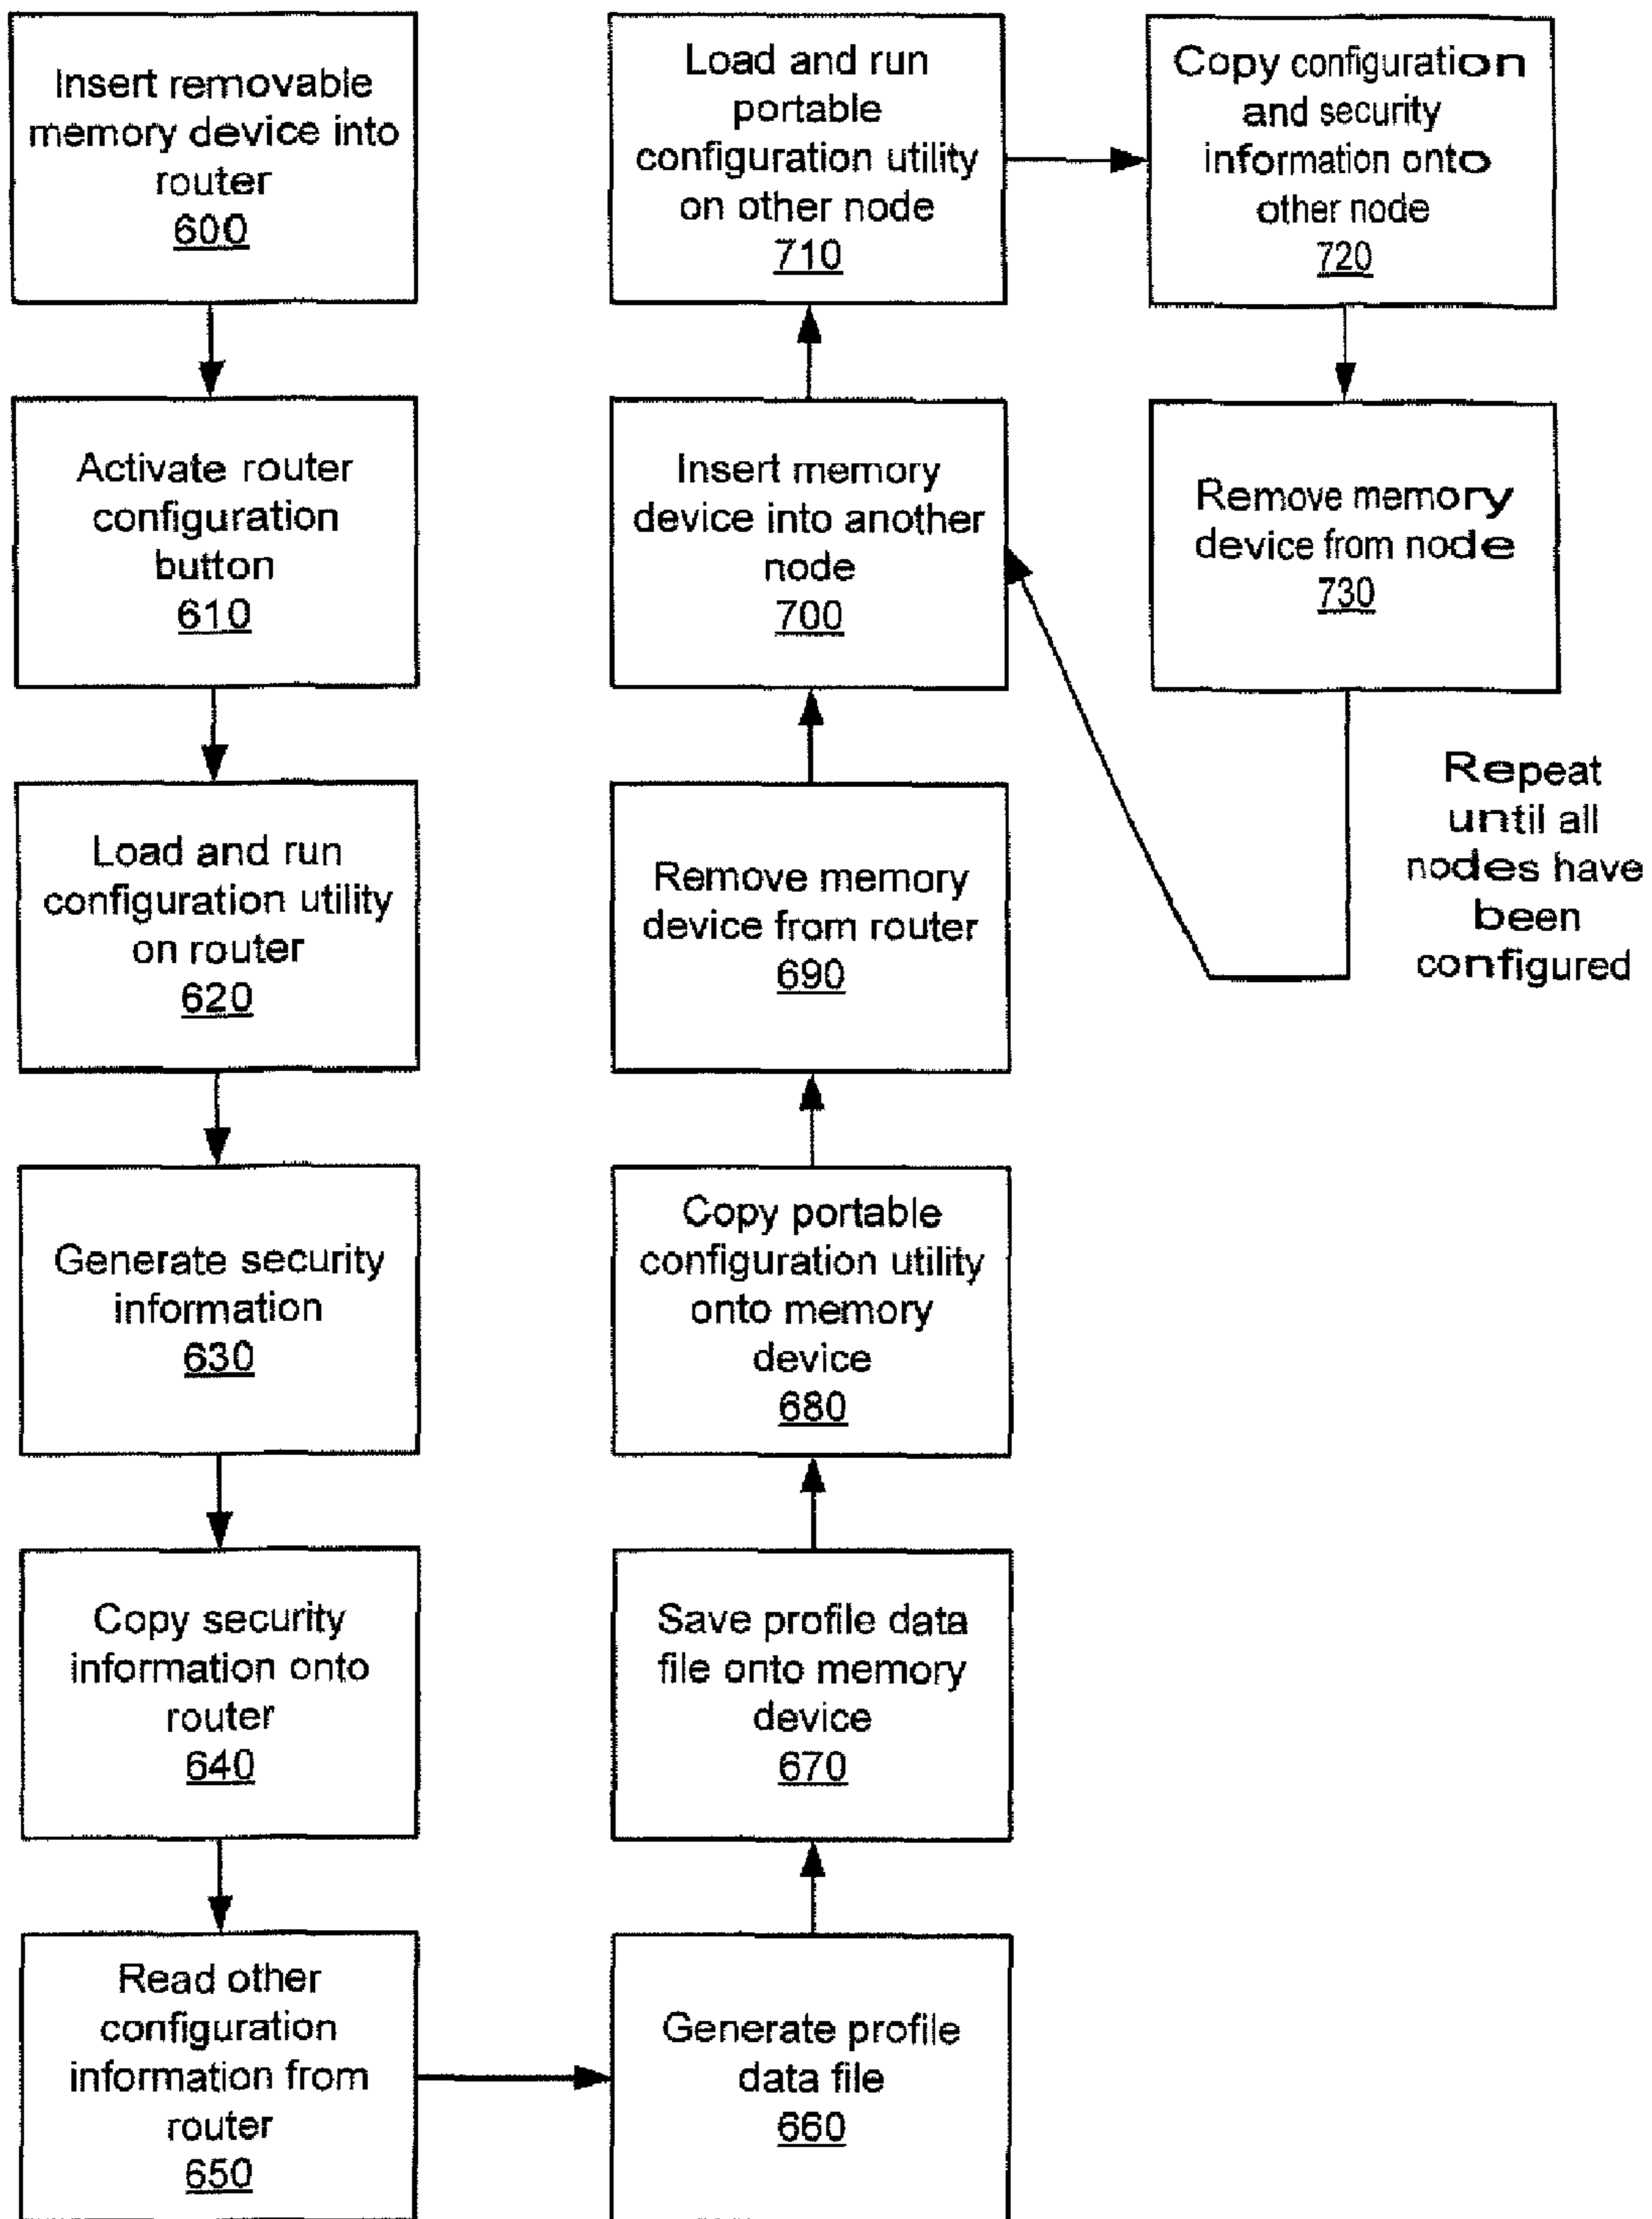 Insert removable
memory device into
router
600
Activate router
configuration
button
610
Load and run
configuration utility
on router
620
Generate security
information
630
Copy security
information onto
router
640
Read other
configuration
information from
router
650
Generate profile
data file
660
Save profile data
file onto memory
device
670
Copy portable
configuration utility
onto memory
device
680
Remove memory
device from router
690
Insert memory
device into another
node
700
Load and run
portable
configuration utility
on other node
710
Copy configuration
and security
information onto
other node
720
Remove memory
device from node
730
Repeat
until all
nodes have
been
configured